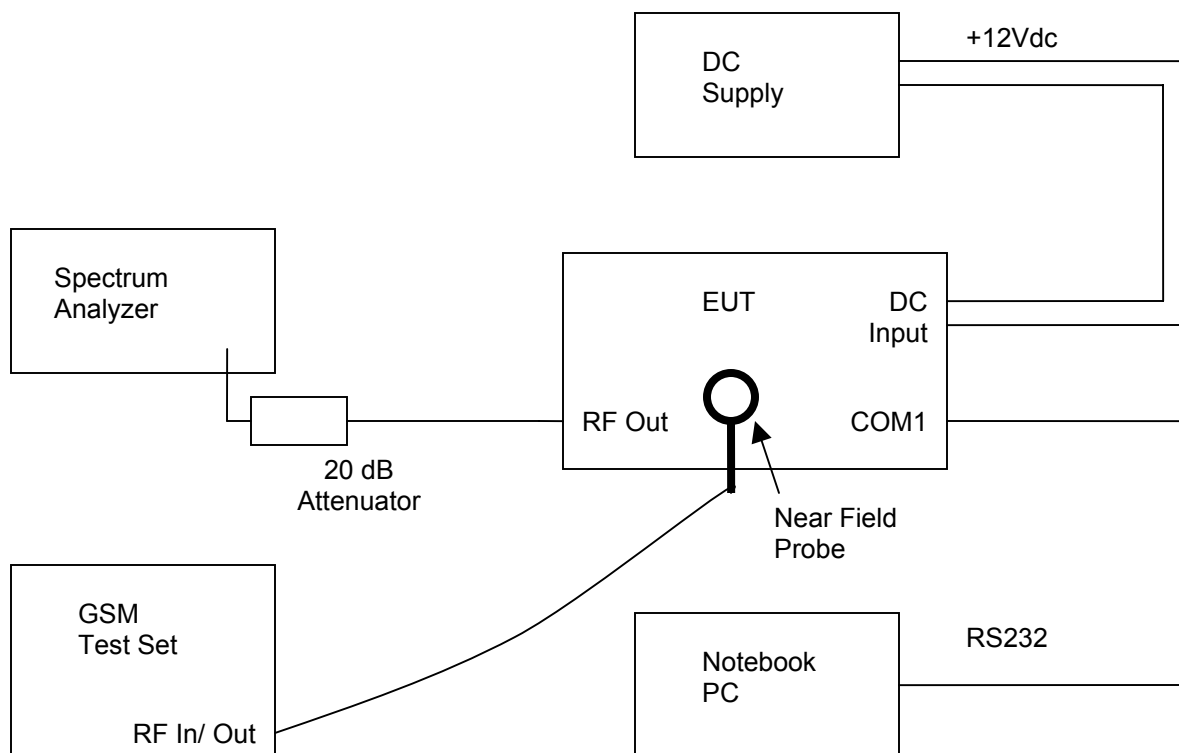 +12Vdc
DC
Supply
Spectrum
Analyzer
EUT
DC
Input
RF Out
COM1
20 dB
Attenuator
Near Field
Probe
GSM
Test Set
RF In/ Out
Notebook
PC
RS232